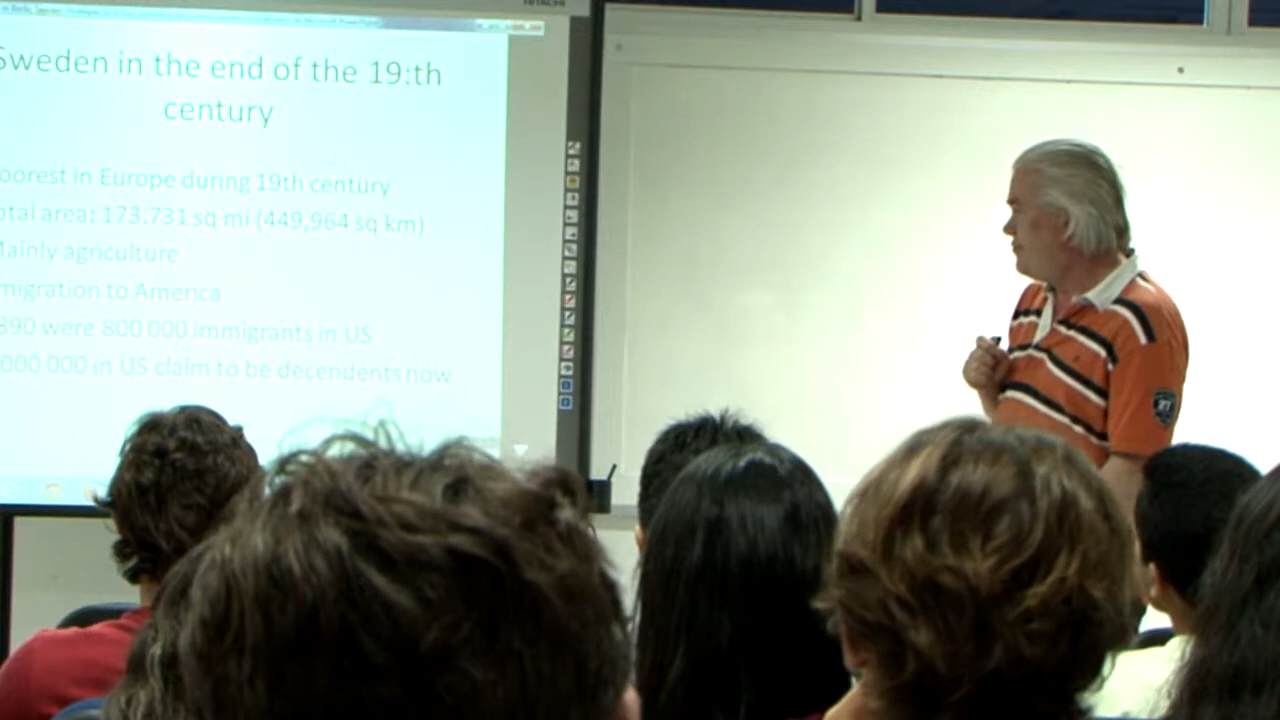 HITACHI
Sweden in the end of the 19:th
century
oorest in Europe during 19th century
otal area: 173.731 sq mi (449,964 sq km)
Mainly agriculture
migration to America
890 were 800 000 immigrants in US
000 000 in US claim to be decendents now